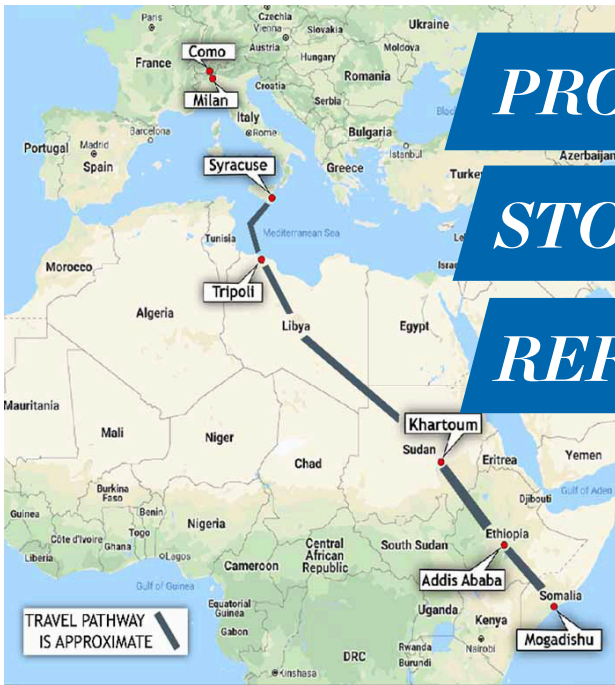 Paris
Czechia
Vienna
Slovakia
Ukraine
Como
Austria
Hungary
Moldova
France
Romania
Croatia
Milan
Serbia
Italy
Rome
Bulgaria
Barcelona
Portugal
Madrid
Spain
Istanbul
Azerbaijan
Syracuse
Greece
Turkey
Tunisia
Mediterranean Sea
Morocco
Tripoli
Algeria
Libya
Egypt
Mauritania
Mali
Niger
Chad
Khartoum
Sudan
Eritrea
Yemen
Burkina
Faso
Djibouti
Gulf of Aden
Guinea
Benin
Nigeria
Togo
Côte d'Ivoire
Ghana
Liberia
Lagos
Central
African
Republic
South Sudan
Ethiopia
Cameroon
Addis Ababa
Gulf of Guinea
Somalia
Equatorial
Guinea
Uganda
Kenya
Gabon
Mogadishu
Rwanda
Nairobi
Burundi
DRC
Kinshasa
TRAVEL PATHWAY
IS APPROXIMATE
PRO
STO
REF